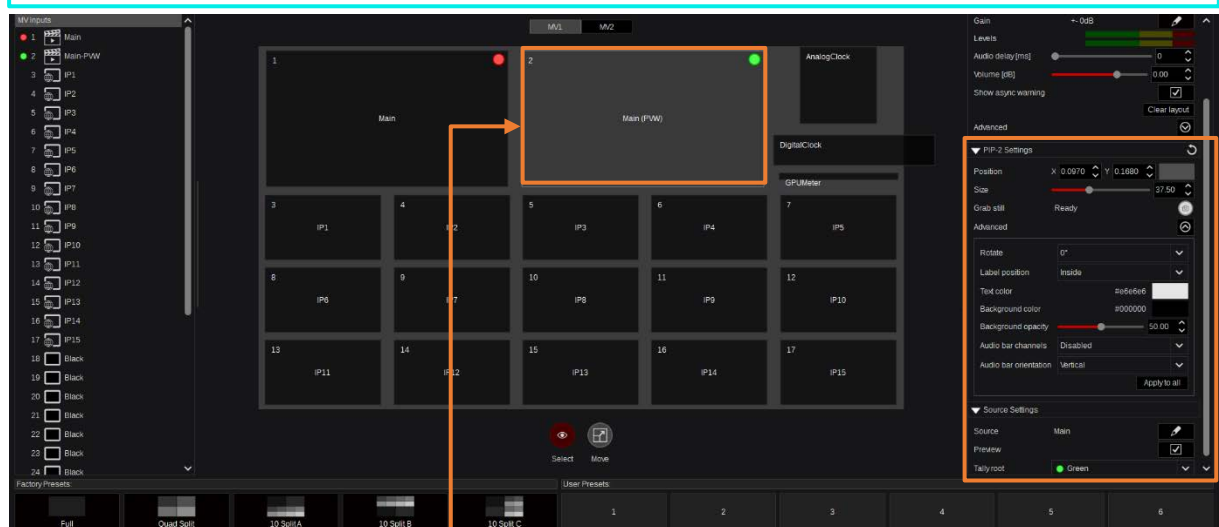 MV Inputs
1 Main
2 Main-PVW
3 IP1
4 IP2
5 IP3
6 IP4
7 IP5
8 IP6
9 IP7
10 IP8
11 IP9
12 IP10
13 IP11
14 IP12
15 IP13
16 IP14
17 IP15
18 Black
19 Black
20 Black
21 Black
22 Black
23 Black
24 Black
MV1 MV2
1 Main
2 Main (PVW)
AnalogClock
DigitalClock
GPUMeter
3 4 5 6 7
IP1 IP2 IP3 IP4 IP5
8 9 10 11 12
IP6 IP7 IP8 IP9 IP10
13 14 15 16 17
IP11 IP12 IP13 IP14 IP15
Select Move
Gain +- 0dB
Levels
Audio delay [ms] 0
Volume [dB] 0.00
Show async warning
Clear layout
Advanced
PIP-2 Settings
Position X 0.0970 Y 0.1680
Size 37.50
Grab still Ready
Advanced
Rotate 0°
Label position Inside
Text color #e6e6e6
Background color #000000
Background opacity 50.00
Audio bar channels Disabled
Audio bar orientation Vertical
Apply to all
Source Settings
Source Main
Preview
Tally root Green
Factory Presets: User Presets:
Full Quad Split 10 Split A 10 Split B 10 Split C 1 2 3 4 5 6